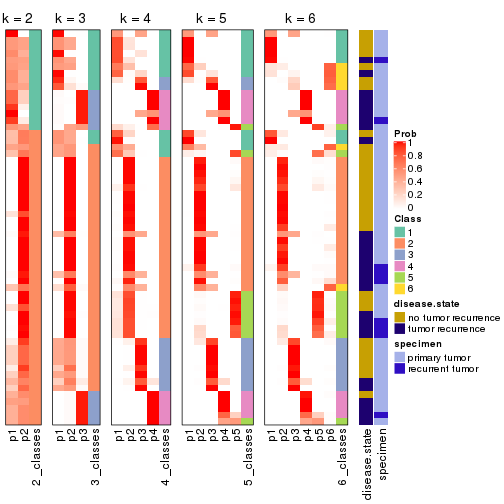 k = 2
k = 3
k = 4
k = 5
k = 6
Prob
1
0.8
0.6
0.4
0.2
0
Class
1
2
3
4
5
6
disease.state
no tumor recurrence
tumor recurrence
specimen
primary tumor
recurrent tumor
p1
p2
2_classes
p1
p2
p3
3_classes
p1
p2
p3
p4
4_classes
p1
p2
p3
p4
p5
5_classes
p1
p2
p3
p4
p5
p6
6_classes
disease.state
specimen